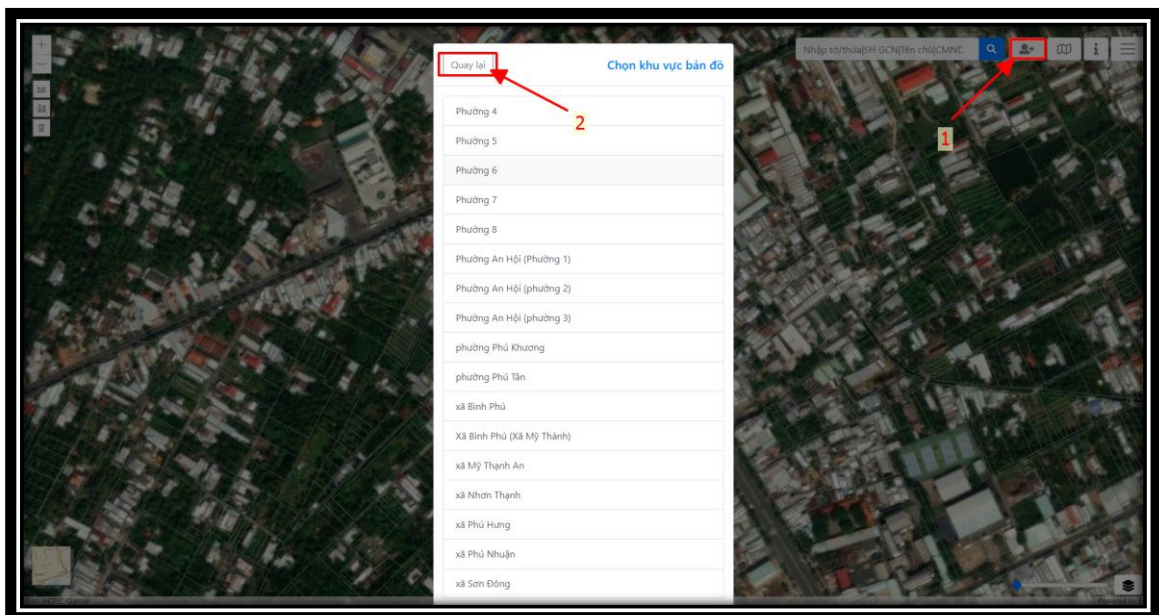 Nhập tờ/thửa|SH GCN|Tên chủ|CMND
Quay lại
Chọn khu vực bản đồ
1
2
Phường 4
Phường 5
Phường 6
Phường 7
Phường 8
Phường An Hội (Phường 1)
Phường An Hội (phường 2)
Phường An Hội (phường 3)
phường Phú Khương
phường Phú Tân
xã Bình Phú
Xã Bình Phú (Xã Mỹ Thành)
xã Mỹ Thạnh An
xã Nhơn Thạnh
xã Phú Hưng
xã Phú Nhuận
xã Sơn Đông